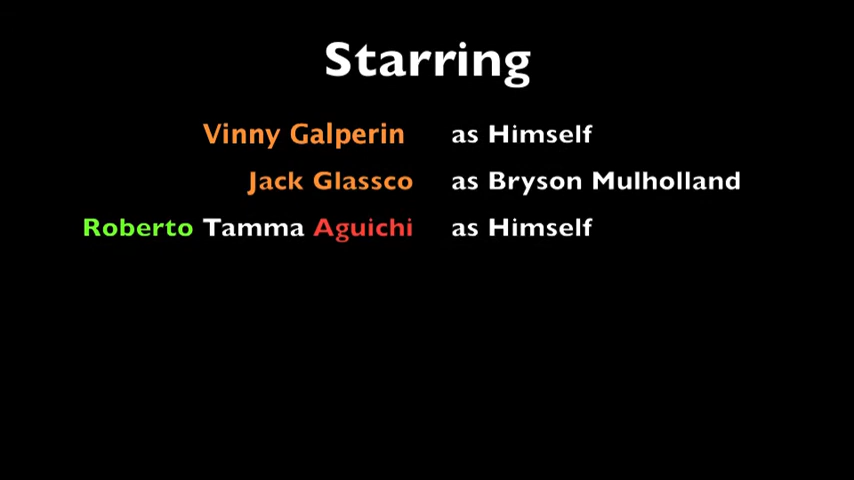 Starring
Vinny Galperin as Himself
Jack Glassco as Bryson Mulholland
Roberto Tamma Aguichi as Himself